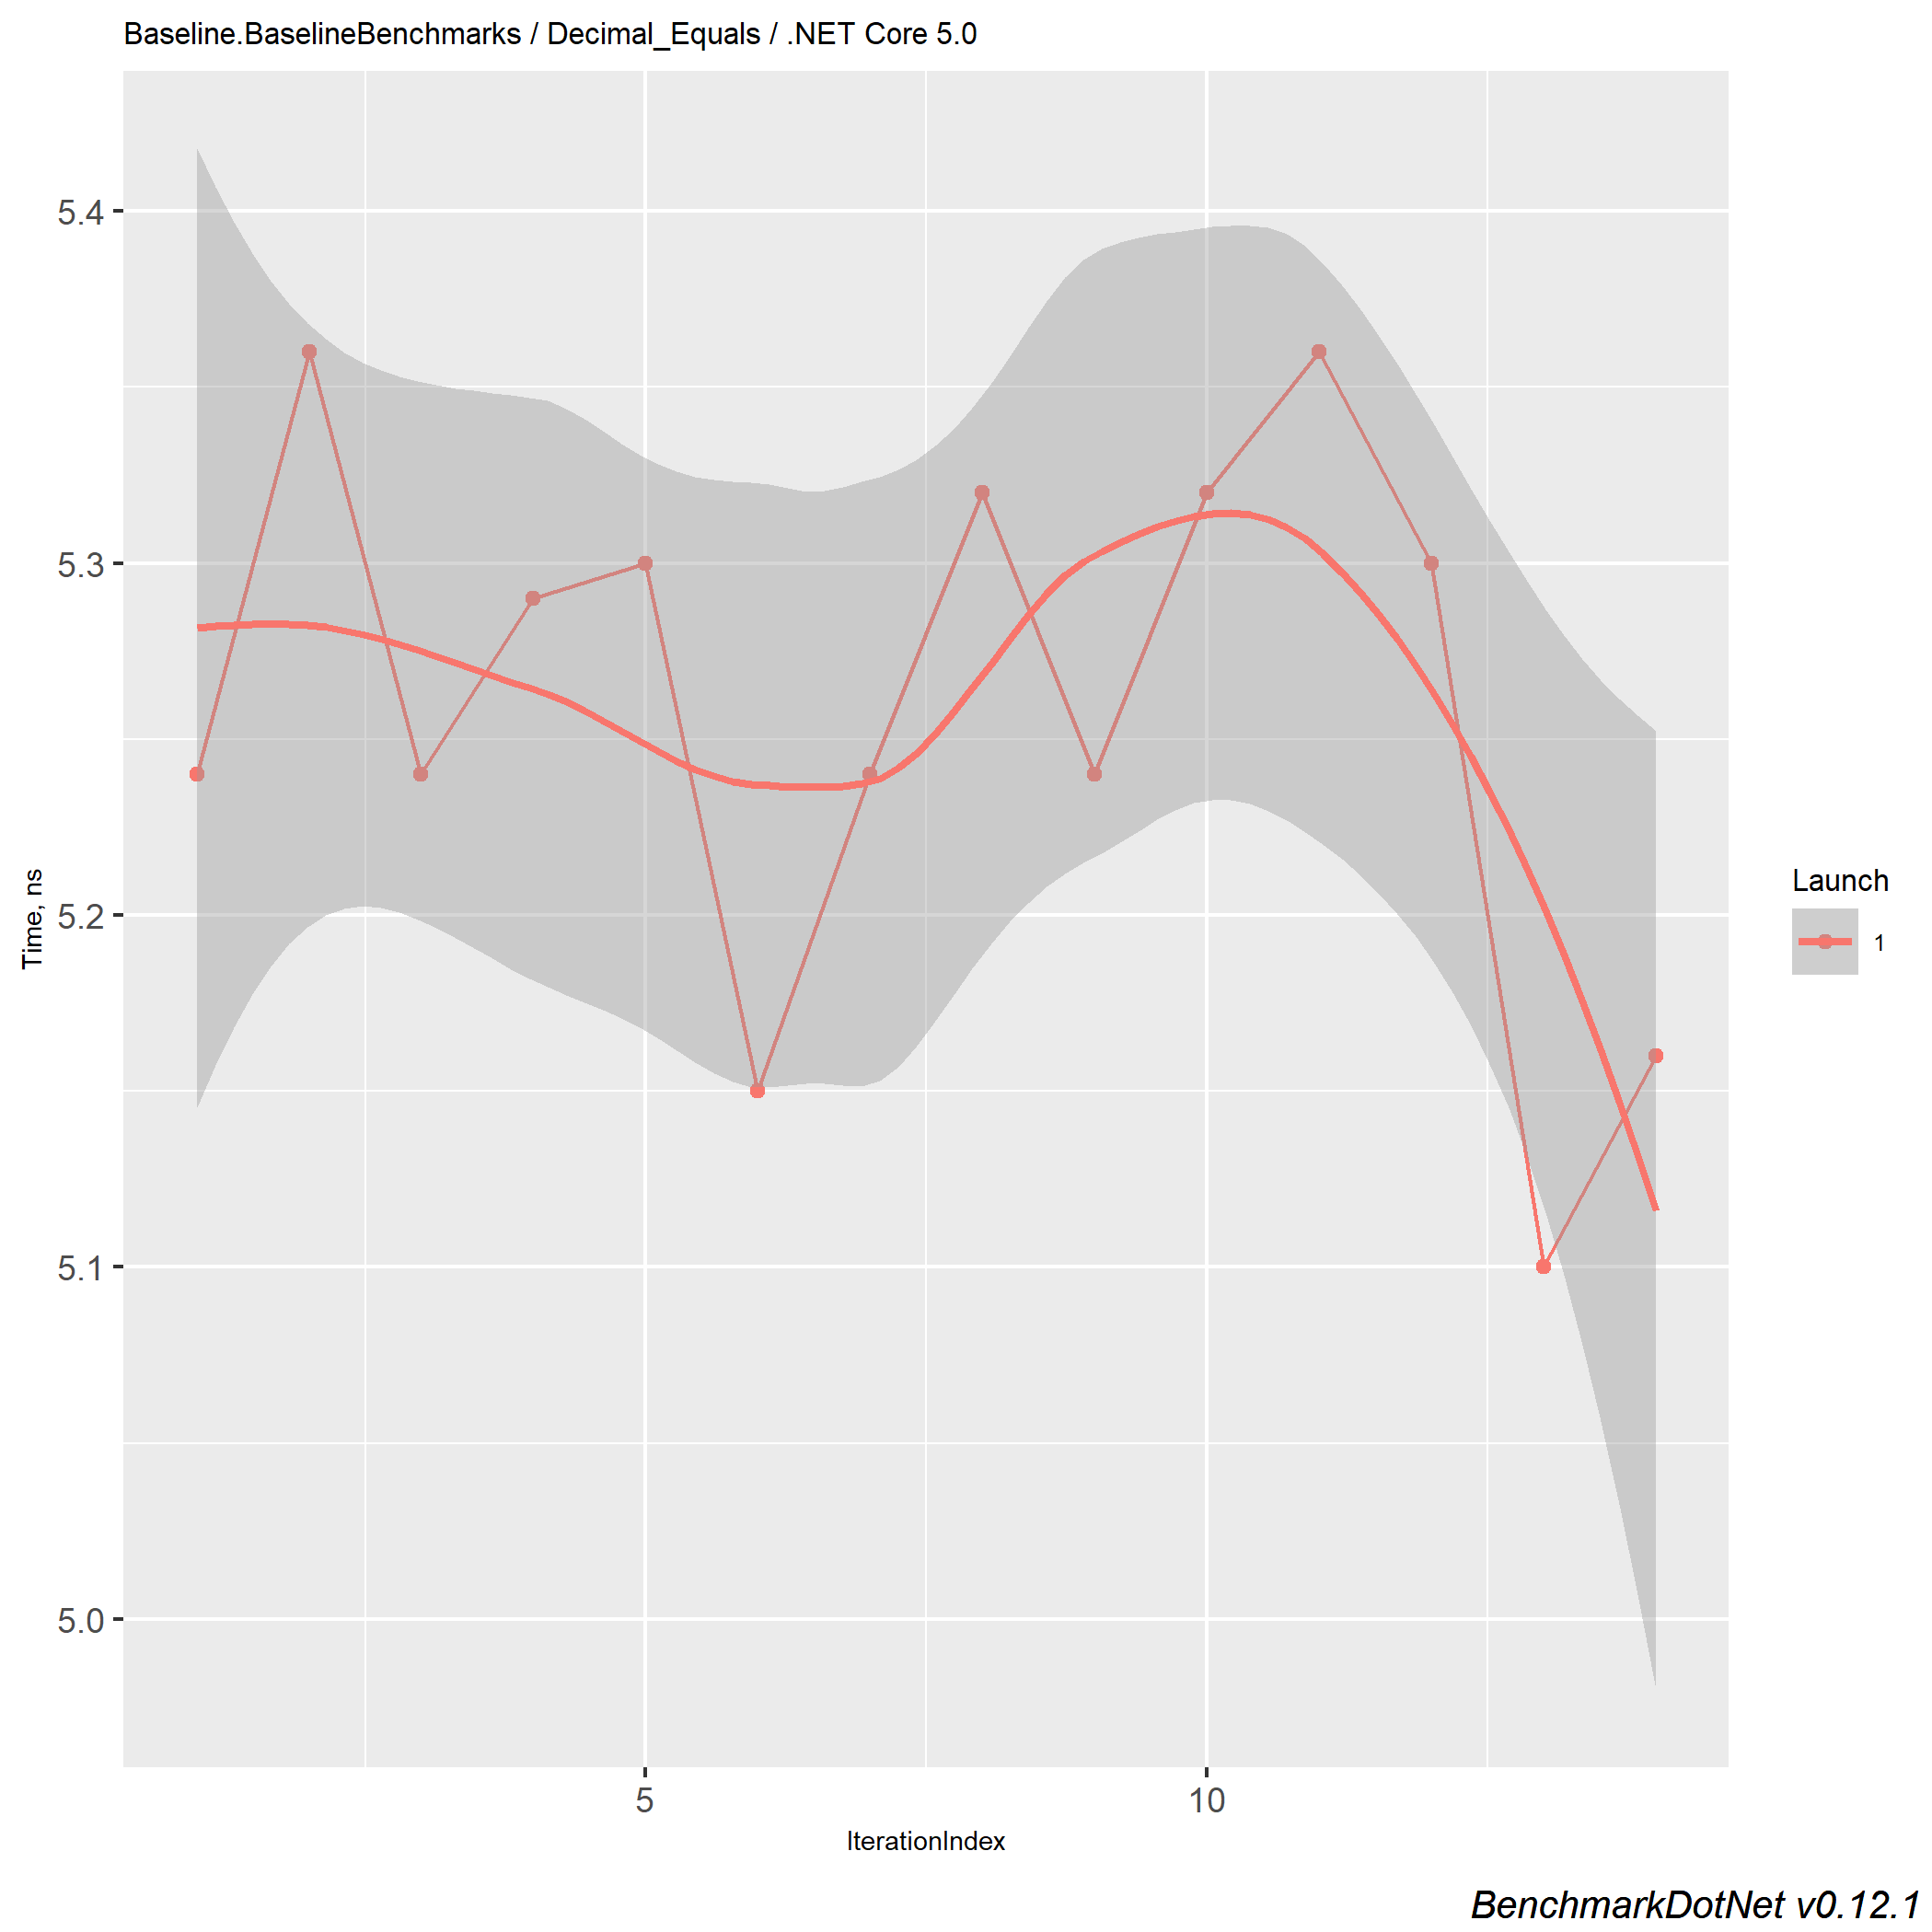 Baseline.BaselineBenchmarks / Decimal_Equals / .NET Core 5.0
5.4
5.3
5.2
5.1
5.0
Time, ns
5
10
IterationIndex
Launch
1
BenchmarkDotNet v0.12.1